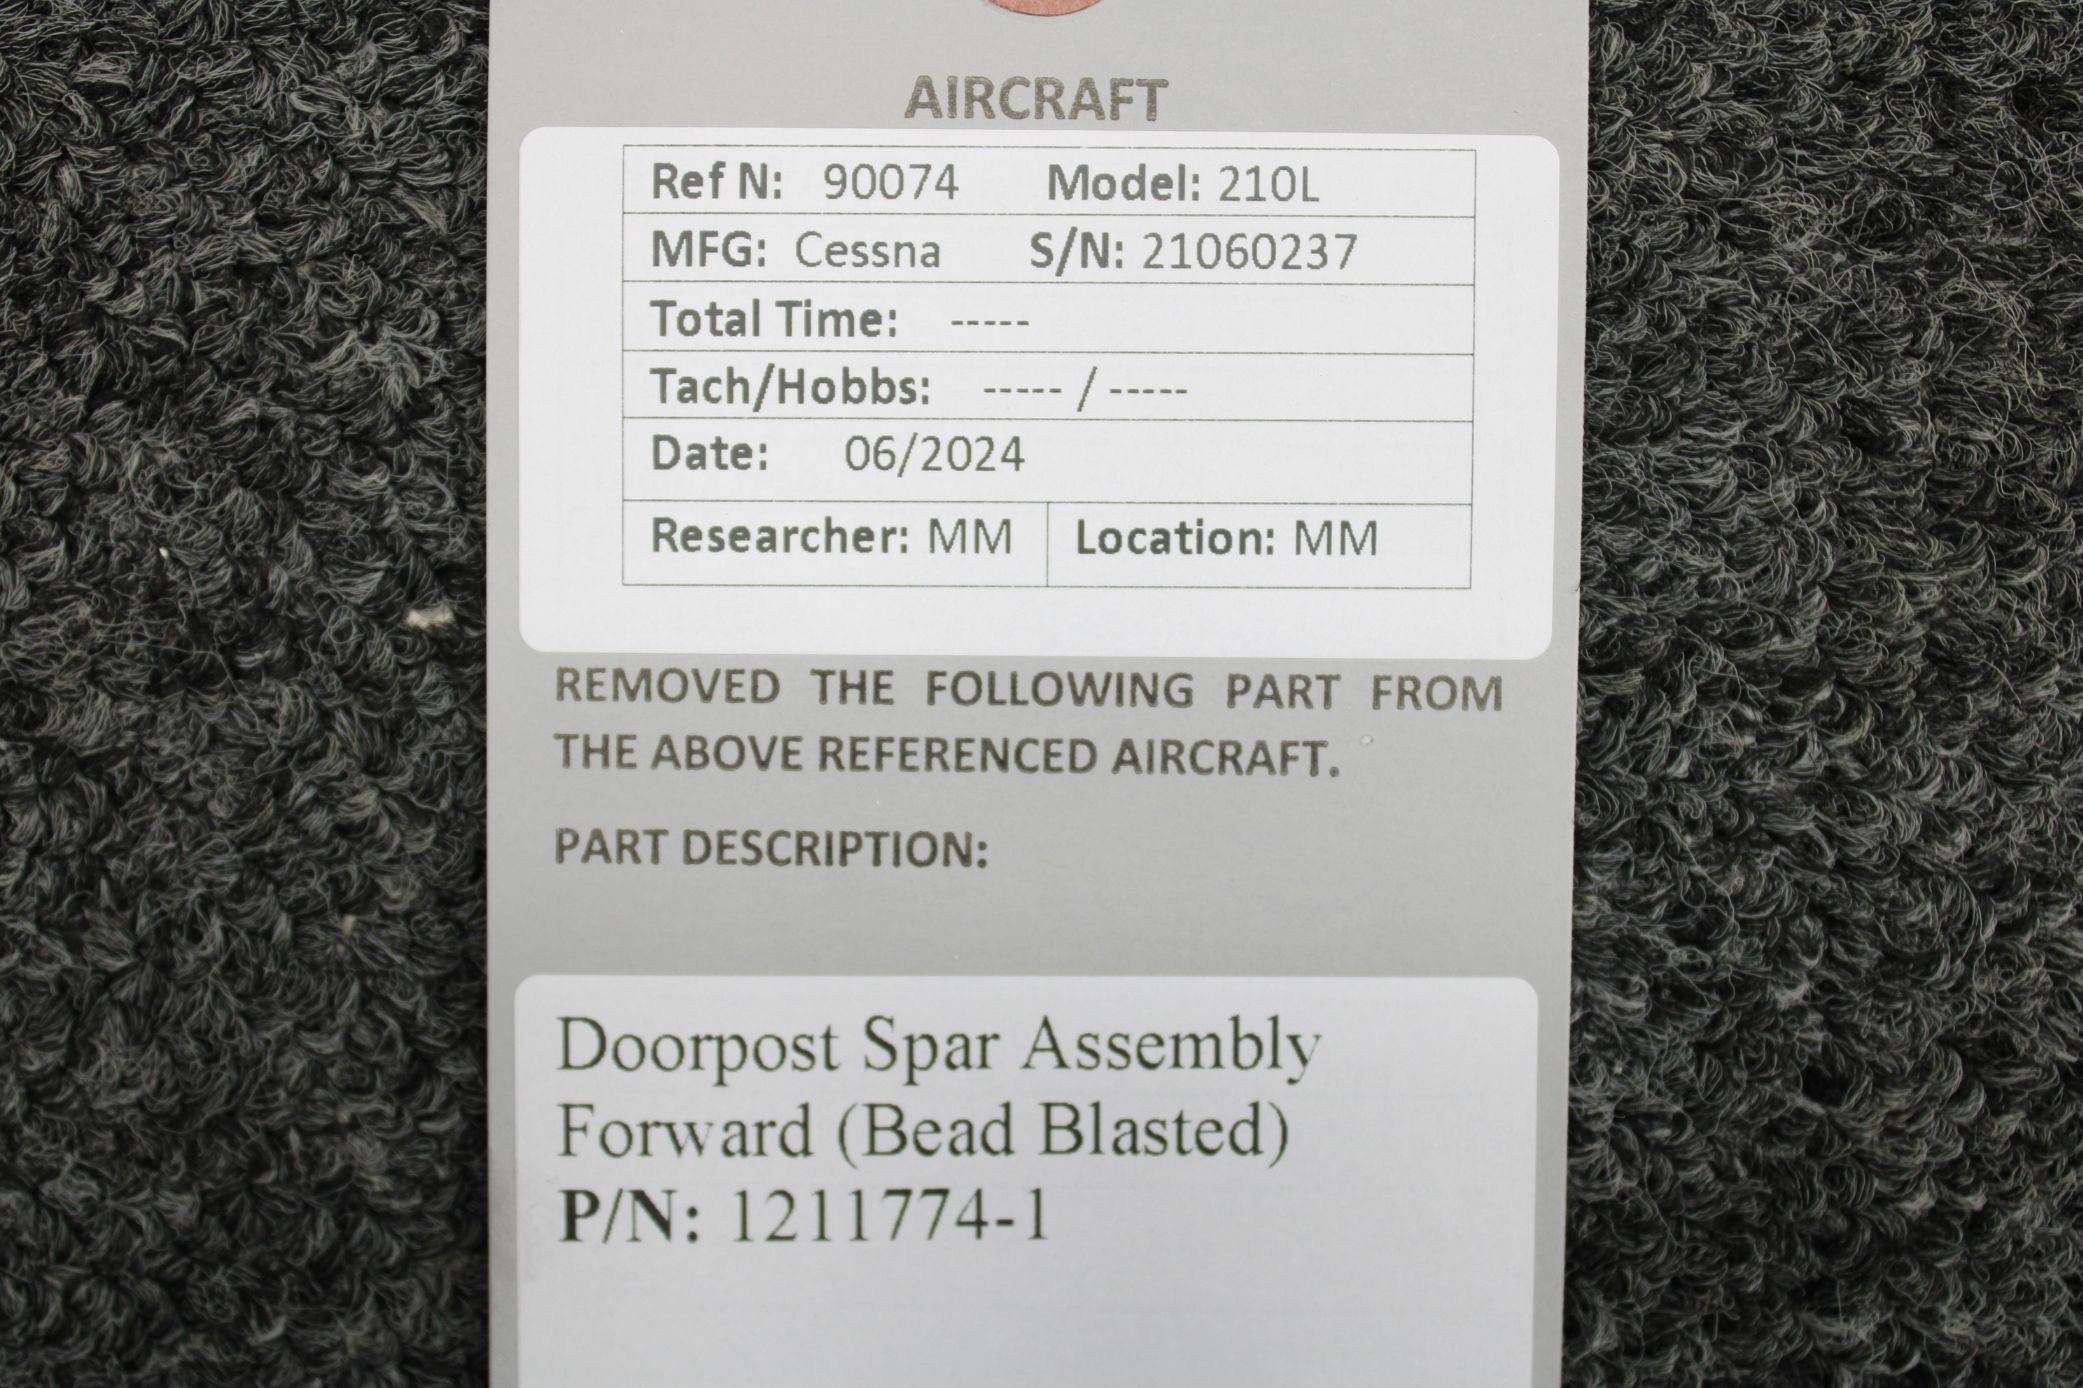 AIRCRAFT
Ref N: 90074 Model: 210L
MFG: Cessna S/N: 21060237
Total Time: -----
Tach/Hobbs: ----- / -----
Date: 06/2024
Researcher: MM Location: MM
REMOVED THE FOLLOWING PART FROM
THE ABOVE REFERENCED AIRCRAFT.
PART DESCRIPTION:
Doorpost Spar Assembly
Forward (Bead Blasted)
P/N: 1211774-1